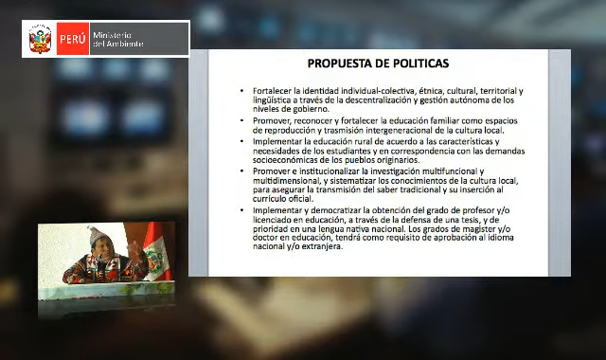 PERÚ
Ministerio
del Ambiente
PROPUESTA DE POLITICAS
• Fortalecer la identidad individual-colectiva, étnica, cultural, territorial y
lingüística a través de la descentralización y gestión autónoma de los
niveles de gobierno.
• Promover, reconocer y fortalecer la educación familiar como espacios
de reproducción y trasmisión intergeneracional de la cultura local.
• Implementar la educación rural de acuerdo a las características y
necesidades de los estudiantes y en correspondencia con las demandas
socioeconómicas de los pueblos originarios.
• Promover e institucionalizar la investigación multifuncional y
multidimensional, y sistematizar los conocimientos de la cultura local,
para asegurar la transmisión del saber tradicional y su inserción al
currículo oficial.
• Implementar y democratizar la obtención del grado de profesor y/o
licenciado en educación, a través de la defensa de una tesis, y de
prioridad en una lengua nativa nacional. Los grados de magister y/o
doctor en educación, tendrá como requisito de aprobación al idioma
nacional y/o extranjera.